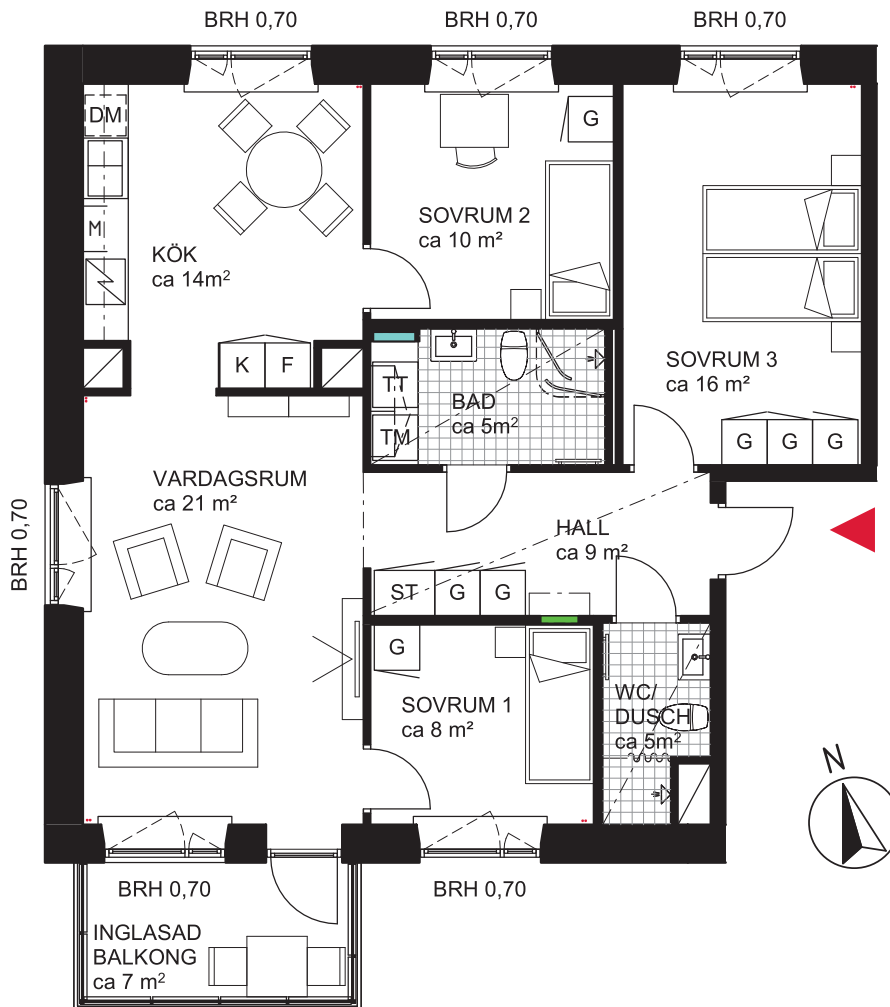 BRH 0,70
BRH 0,70
BRH 0,70
DM
G
M
SOVRUM 2
ca 10 m²
KÖK
ca 14m²
K
F
SOVRUM 3
ca 16 m²
TT
BAD
ca 5m²
TM
G
G
G
VARDAGSRUM
ca 21 m²
BRH 0,70
HALL
ca 9 m²
ST
G
G
G
SOVRUM 1
ca 8 m²
WC/
DUSCH
ca 5m²
N
BRH 0,70
BRH 0,70
INGLASAD
BALKONG
ca 7 m²